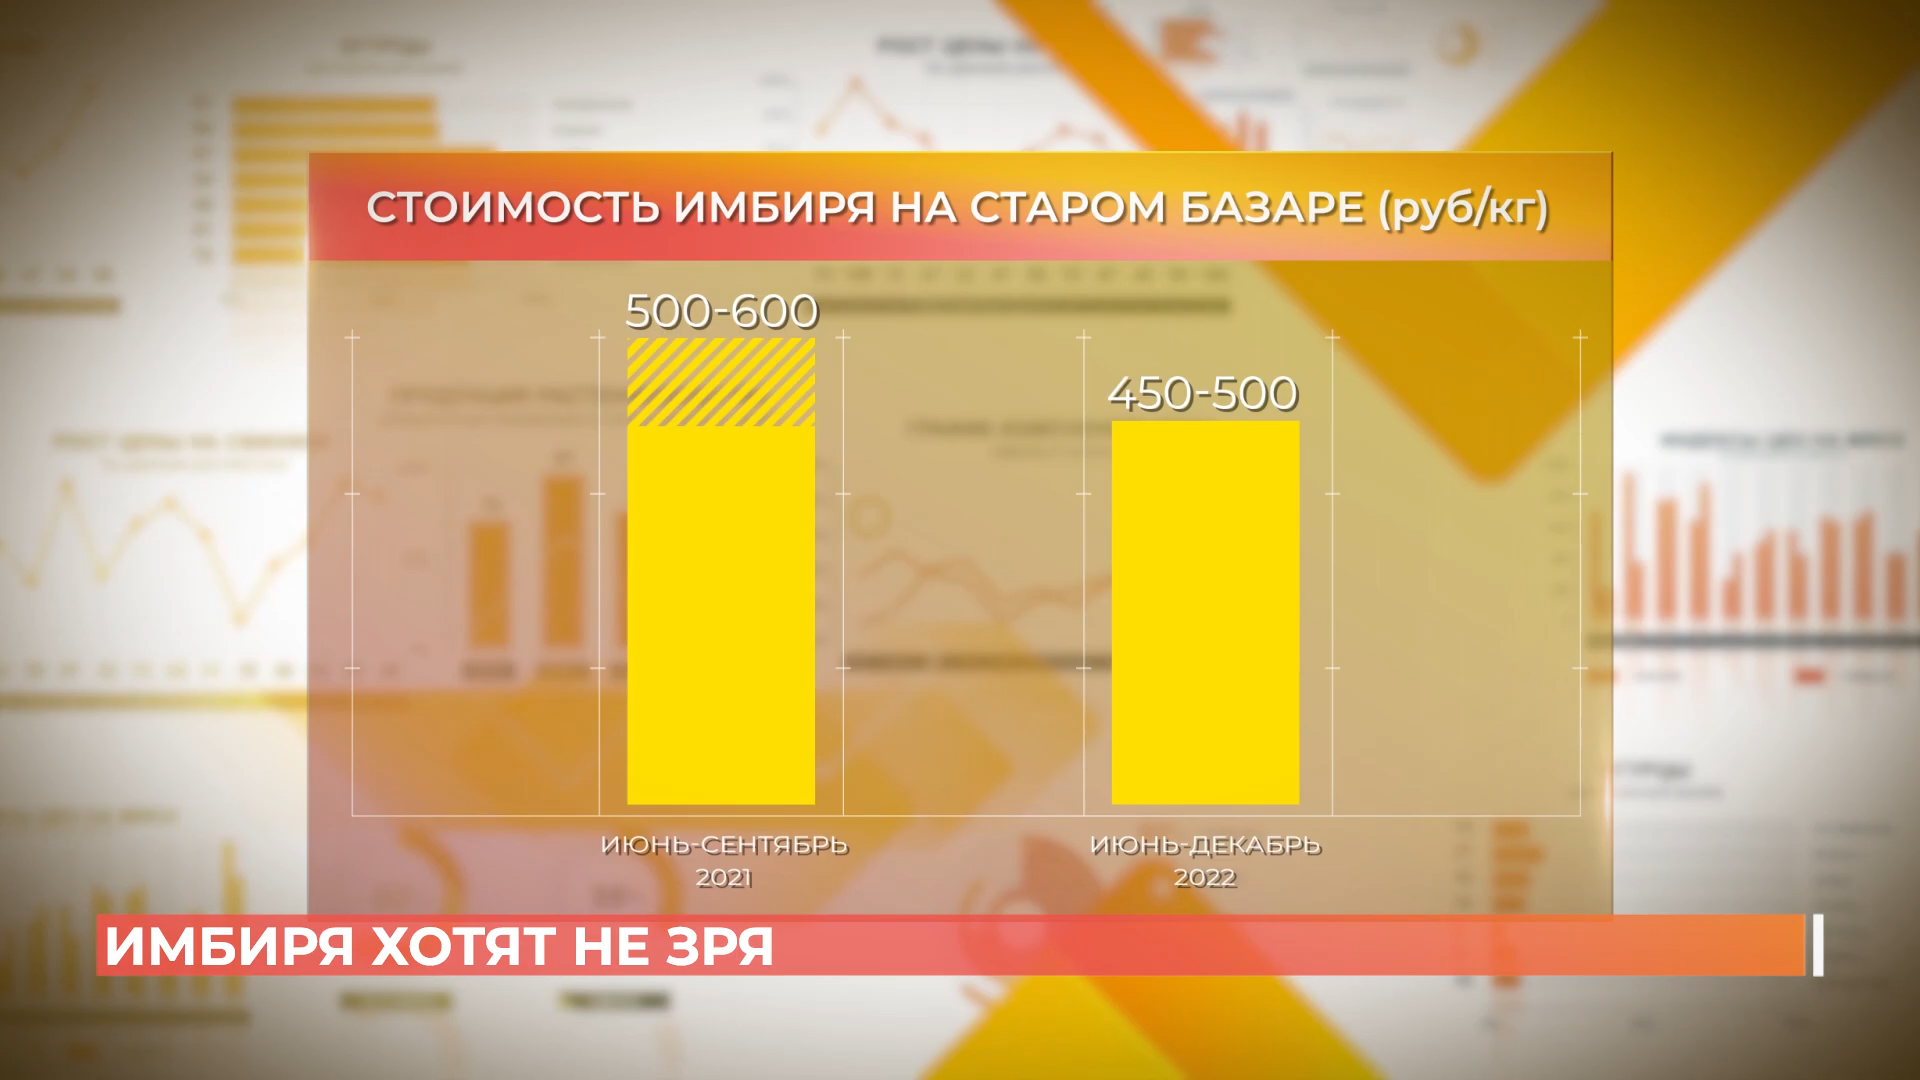 СТОИМОСТЬ ИМБИРЯ НА СТАРОМ БАЗАРЕ (руб/кг)
500-600
450-500
ИЮНЬ-СЕНТЯБРЬ
2021
ИЮНЬ-ДЕКАБРЬ
2022
ИМБИРЯ ХОТЯТ НЕ ЗРЯ